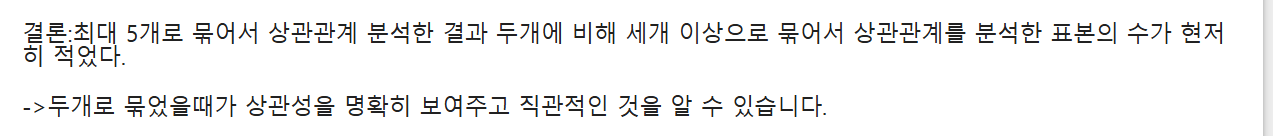 결론:최대 5개로 묶어서 상관관계 분석한 결과 두개에 비해 세개 이상으로 묶어서 상관관계를 분석한 표본의 수가 현저
히 적었다.
->두개로 묶었을때가 상관성을 명확히 보여주고 직관적인 것을 알 수 있습니다.